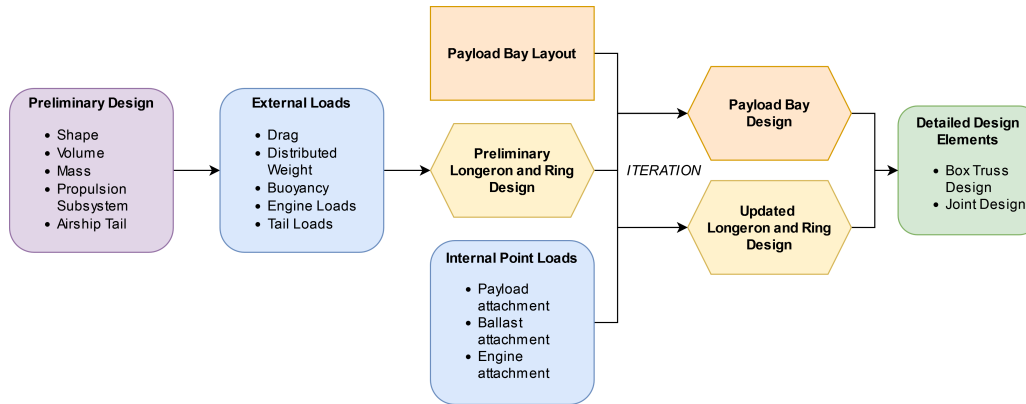 Preliminary Design
• Shape
• Volume
• Mass
• Propulsion
Subsystem
• Airship Tail
External Loads
• Drag
• Distributed
Weight
• Buoyancy
• Engine Loads
• Tail Loads
Payload Bay Layout
Preliminary
Longeron and Ring
Design
Internal Point Loads
• Payload
attachment
• Ballast
attachment
• Engine
attachment
ITERATION
Payload Bay
Design
Updated
Longeron and Ring
Design
Detailed Design
Elements
• Box Truss
Design
• Joint Design